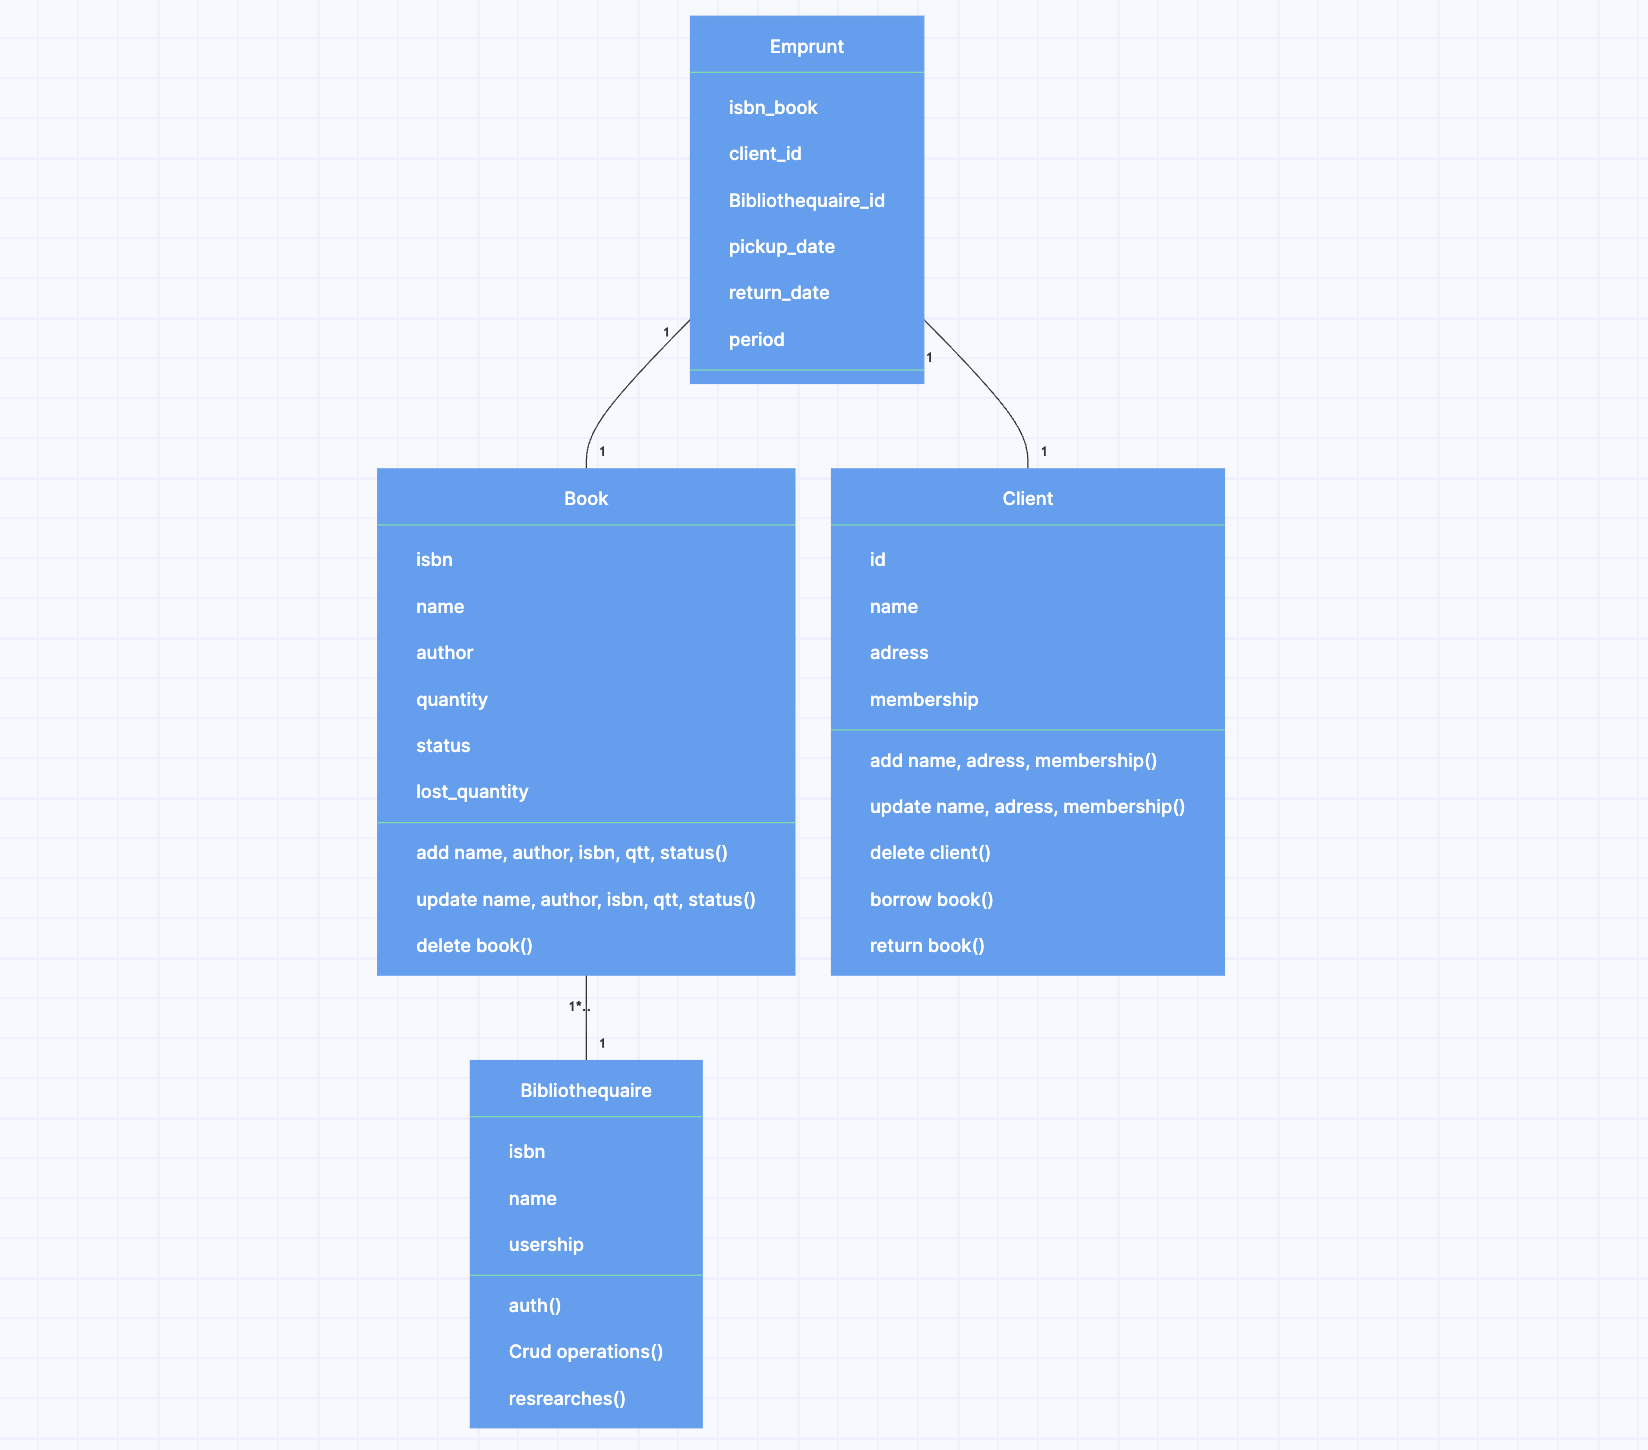 Emprunt
isbn_book
client_id
Bibliothequaire_id
pickup_date
return_date
period
1
1
1
1
Book
isbn
name
author
quantity
status
lost_quantity
add name, author, isbn, qtt, status()
update name, author, isbn, qtt, status()
delete book()
Client
id
name
adress
membership
add name, adress, membership()
update name, adress, membership()
delete client()
borrow book()
return book()
1*..
1
Bibliothequaire
isbn
name
usership
auth()
Crud operations()
resrearches()